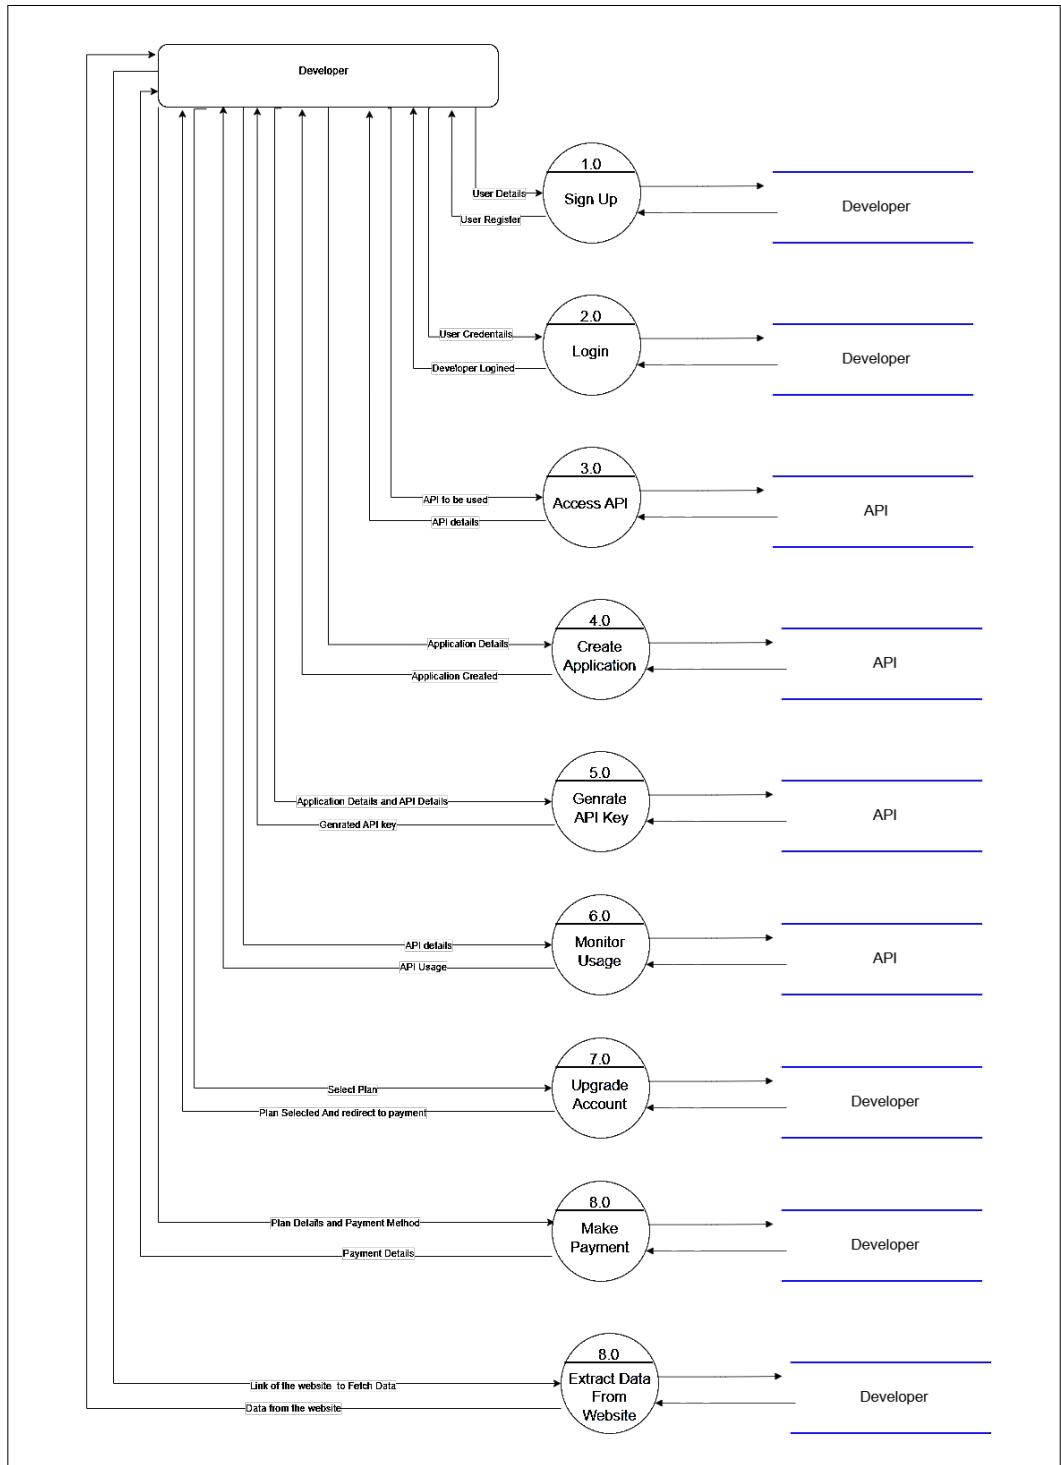 Developer
1.0
User Details
Sign Up
Developer
User Register
2.0
User Credentails
Login
Developer
Developer Logined
3.0
API to be used
Access API
API
API details
4.0
Application Details
Create
Application
API
Application Created
5.0
Application Details and API Details
Genrate
API Key
API
Genrated API key
6.0
API details
Monitor
Usage
API
API Usage
7.0
Select Plan
Upgrade
Account
Developer
Plan Selected And redirect to payment
8.0
Plan Details and Payment Method
Make
Payment
Developer
Payment Details
8.0
Link of the website to Fetch Data
Extract Data
From
Website
Developer
Data from the website